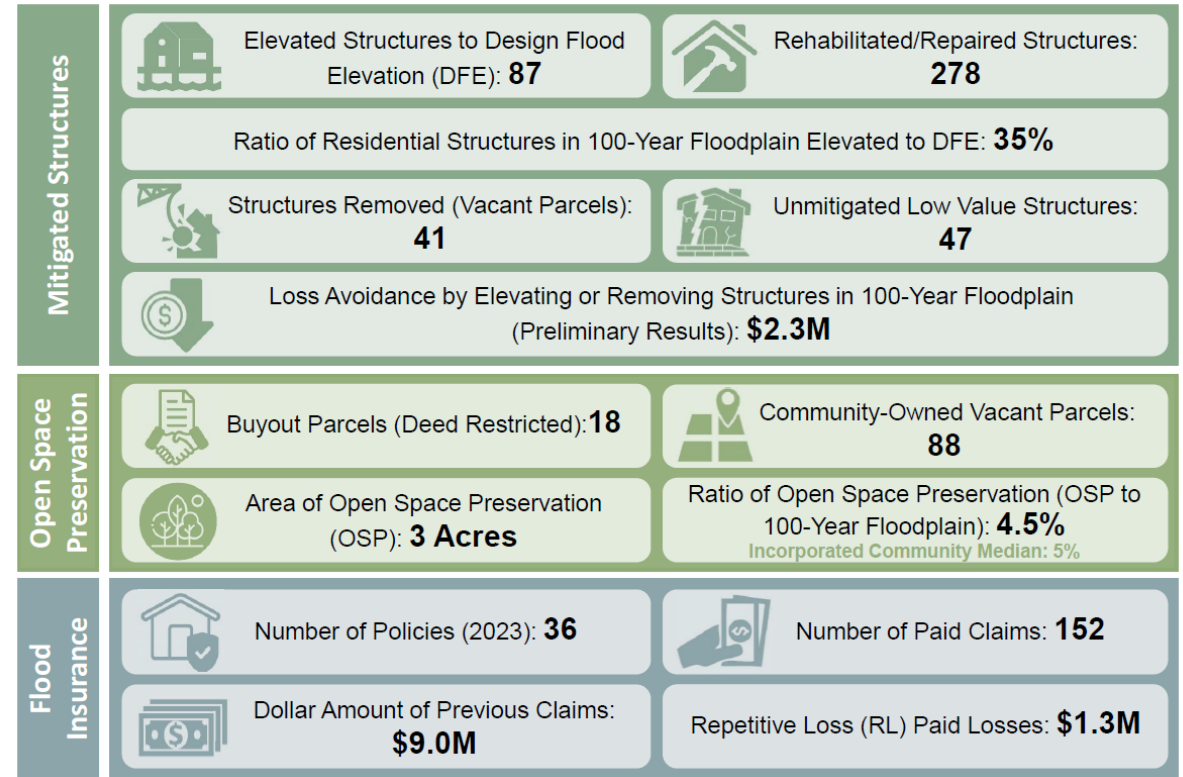 Mitigated Structures
Elevated Structures to Design Flood
Elevation (DFE): 87
Rehabilitated/Repaired Structures:
278
Ratio of Residential Structures in 100-Year Floodplain Elevated to DFE: 35%
Structures Removed (Vacant Parcels):
41
Unmitigated Low Value Structures:
47
Loss Avoidance by Elevating or Removing Structures in 100-Year Floodplain
(Preliminary Results): $2.3M
Open Space
Preservation
Buyout Parcels (Deed Restricted):18
Community-Owned Vacant Parcels:
88
Area of Open Space Preservation
(OSP): 3 Acres
Ratio of Open Space Preservation (OSP to
100-Year Floodplain): 4.5%
Incorporated Community Median: 5%
Flood
Insurance
Number of Policies (2023): 36
Number of Paid Claims: 152
Dollar Amount of Previous Claims:
$9.0M
Repetitive Loss (RL) Paid Losses: $1.3M